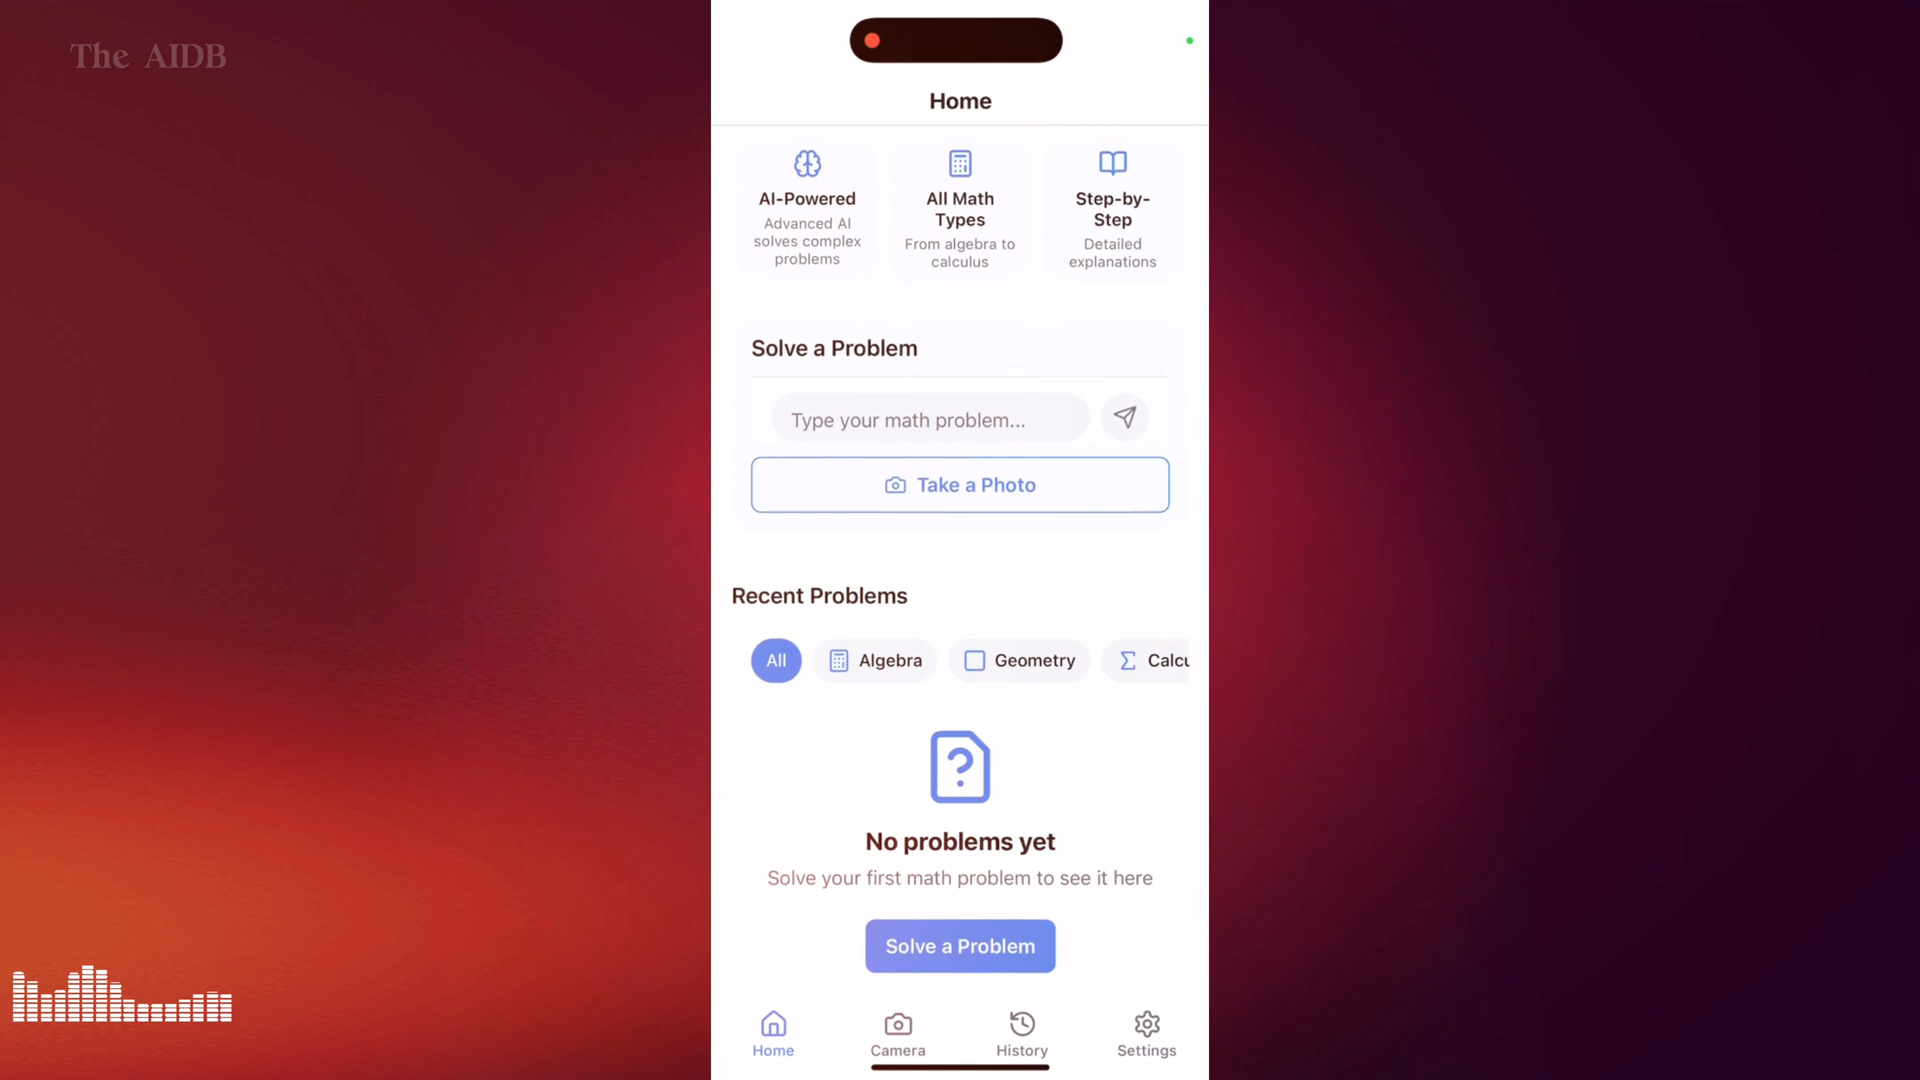 The AIDB
Home
AI-Powered
Advanced AI
solves complex
problems
All Math
Types
From algebra to
calculus
Step-by-
Step
Detailed
explanations
Solve a Problem
Type your math problem...
Take a Photo
Recent Problems
All
Algebra
Geometry
Calcu
?
No problems yet
Solve your first math problem to see it here
Solve a Problem
Home
Camera
History
Settings